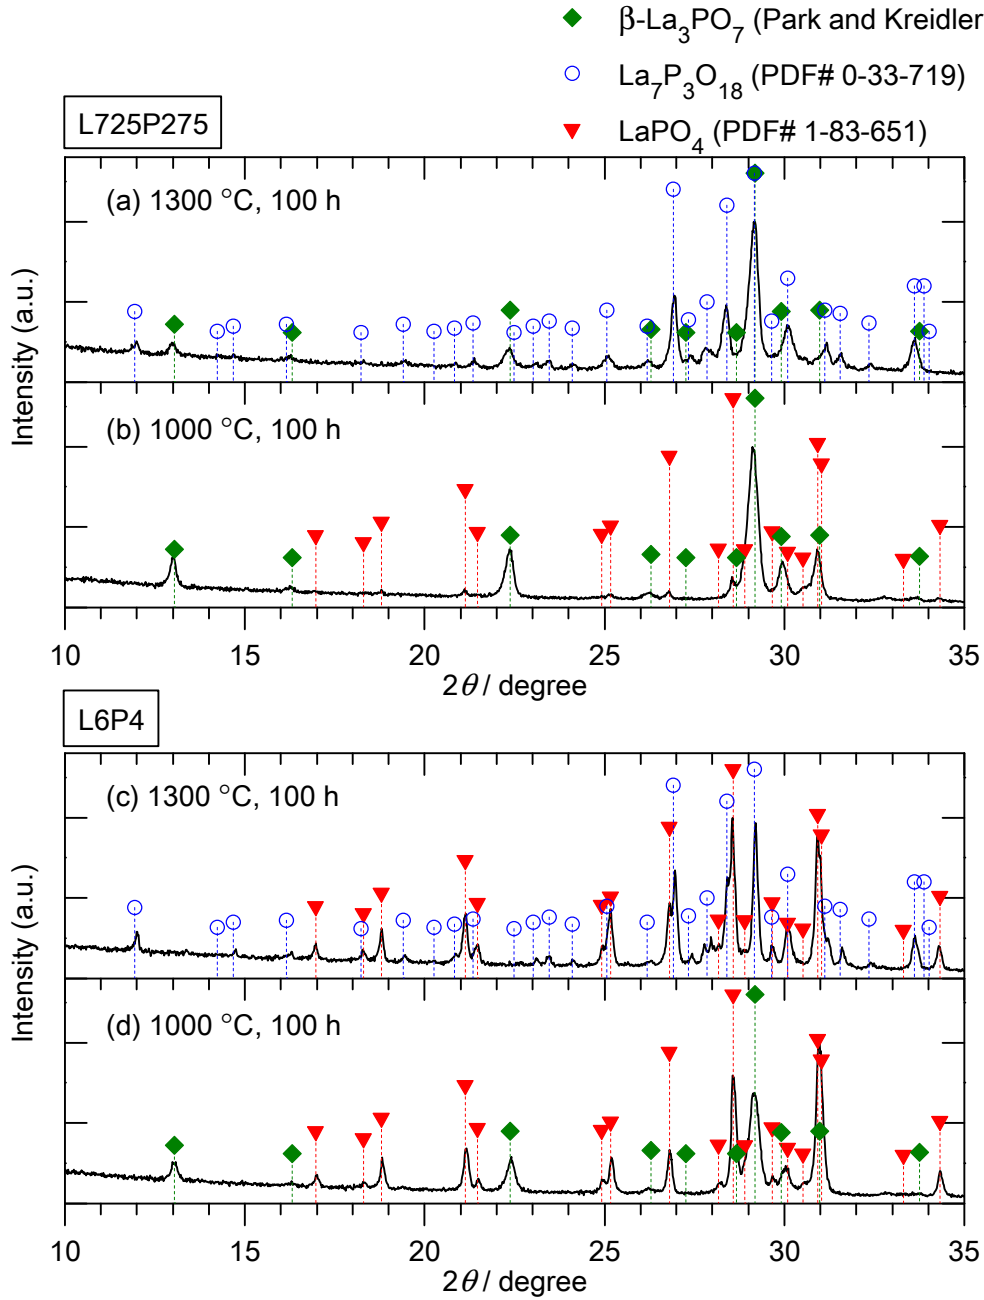 β-La₃PO₇ (Park and Kreidler
La₇P₃O₁₈ (PDF# 0-33-719)
LaPO₄ (PDF# 1-83-651)
L725P275
(a) 1300 °C, 100 h
(b) 1000 °C, 100 h
Intensity (a.u.)
10 15 20 25 30 35
2θ / degree
L6P4
(c) 1300 °C, 100 h
(d) 1000 °C, 100 h
Intensity (a.u.)
10 15 20 25 30 35
2θ / degree